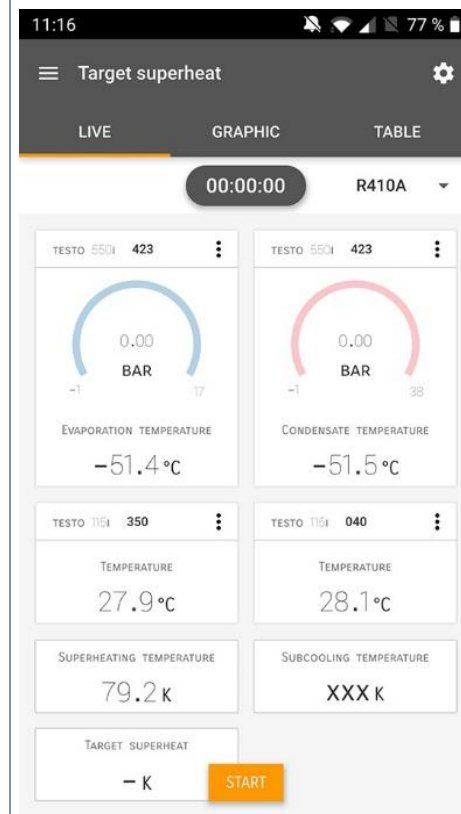 11:16 77 %
Target superheat
LIVE GRAPHIC TABLE
00:00:00 R410A
TESTO 550i 423 TESTO 550i 423
0.00 0.00
BAR BAR
-1 17 -1 38
EVAPORATION TEMPERATURE CONDENSATE TEMPERATURE
-51.4 °C -51.5 °C
TESTO 115i 350 TESTO 115i 040
TEMPERATURE TEMPERATURE
27.9 °C 28.1 °C
SUPERHEATING TEMPERATURE SUBCOOLING TEMPERATURE
79.2 K XXX K
TARGET SUPERHEAT
– K START